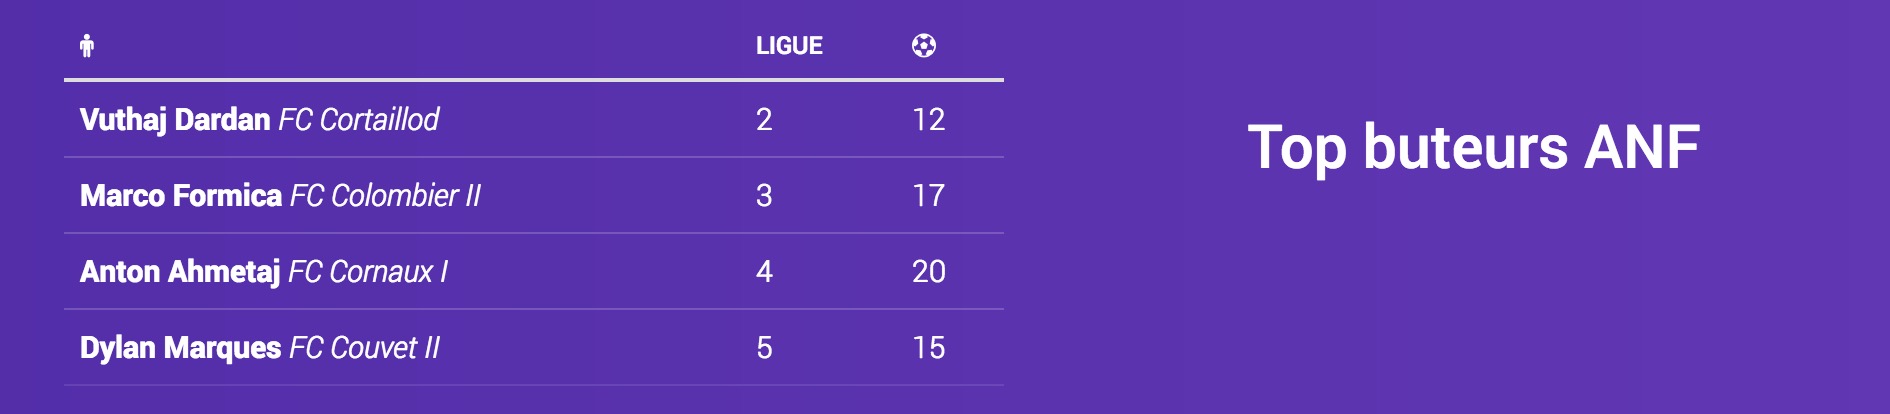 LIGUE
Vuthaj Dardan FC Cortaillod 2 12
Marco Formica FC Colombier II 3 17
Anton Ahmetaj FC Cornaux I 4 20
Dylan Marques FC Couvet II 5 15
Top buteurs ANF